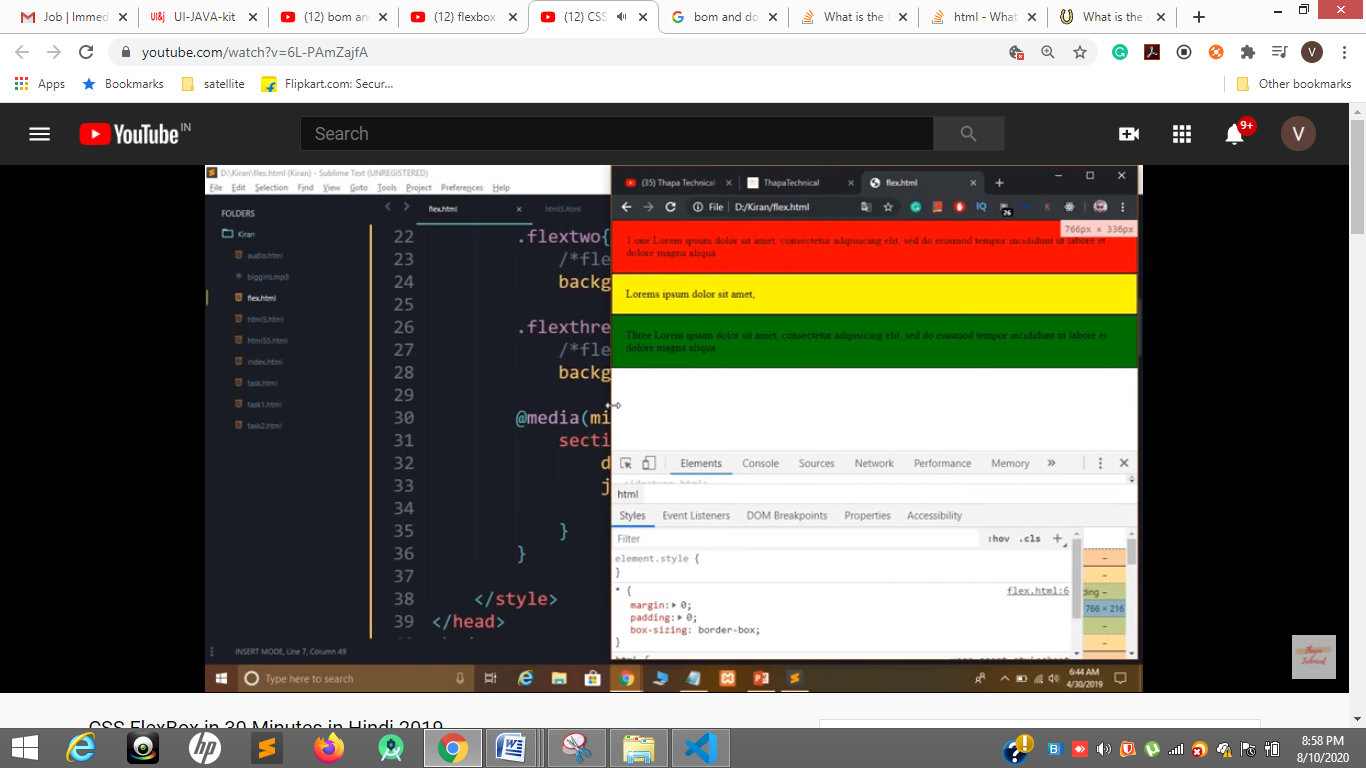 Job | Immed
UI-JAVA-kit
(12) bom an
(12) flexbox
(12) CSS
bom and do
What is the
html - What
What is the
youtube.com/watch?v=6L-PAmZajfA
V
Apps
Bookmarks
satellite
Flipkart.com: Secur...
Other bookmarks
YouTube IN
Search
9+
V
D:\Kiran\flex.html (Kiran) - Sublime Text (UNREGISTERED)
File Edit Selection Find View Goto Tools Project Preferences Help
FOLDERS
Kiran
audio.html
biggirls.mp3
flex.html
html5.html
html55.html
index.html
task.html
task1.html
task2.html
flex.html
html5.html
22 .flextwo{
23 /*fle
24 backg
25
26 .flexthre
27 /*fle
28 backg
29
30 @media(mi
31 secti
32 d
33 j
34
35 }
36 }
37
38 </style>
39 </head>
INSERT MODE, Line 7, Column 49
(35) Thapa Technical
ThapaTechnical
flex.html
File D:/Kiran/flex.html
IQ
26
K
766px × 336px
1 one Lorem ipsum dolor sit amet, consectetur adipisicing elit, sed do eiusmod tempor incididunt ut labore et
dolore magna aliqua
Lorems ipsum dolor sit amet,
Three Lorem ipsum dolor sit amet, consectetur adipisicing elit, sed do eiusmod tempor incididunt ut labore et
dolore magna aliqua.
Elements Console Sources Network Performance Memory »
html
Styles Event Listeners DOM Breakpoints Properties Accessibility
Filter
:hov .cls +
element.style {
}
* {
flex.html:6
margin: 0;
padding: 0;
box-sizing: border-box;
}
ding –
766 × 216
Type here to search
6:44 AM
4/30/2019
Thapa
Technical
CSS FlexBox in 30 Minutes in Hindi 2019
8:58 PM
8/10/2020